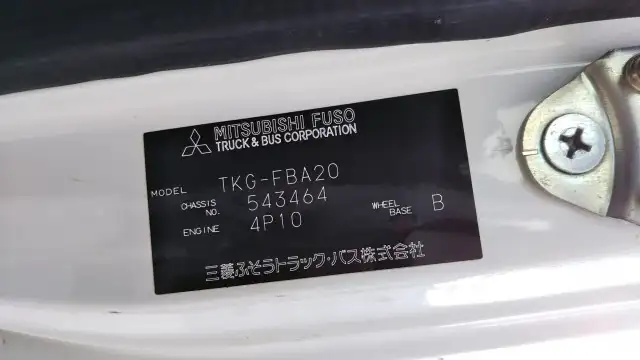 MITSUBISHI FUSO
TRUCK & BUS CORPORATION
MODEL TKG-FBA20
CHASSIS NO. 543464
ENGINE 4P10 WHEEL BASE B
三菱ふそうトラック・バス株式会社